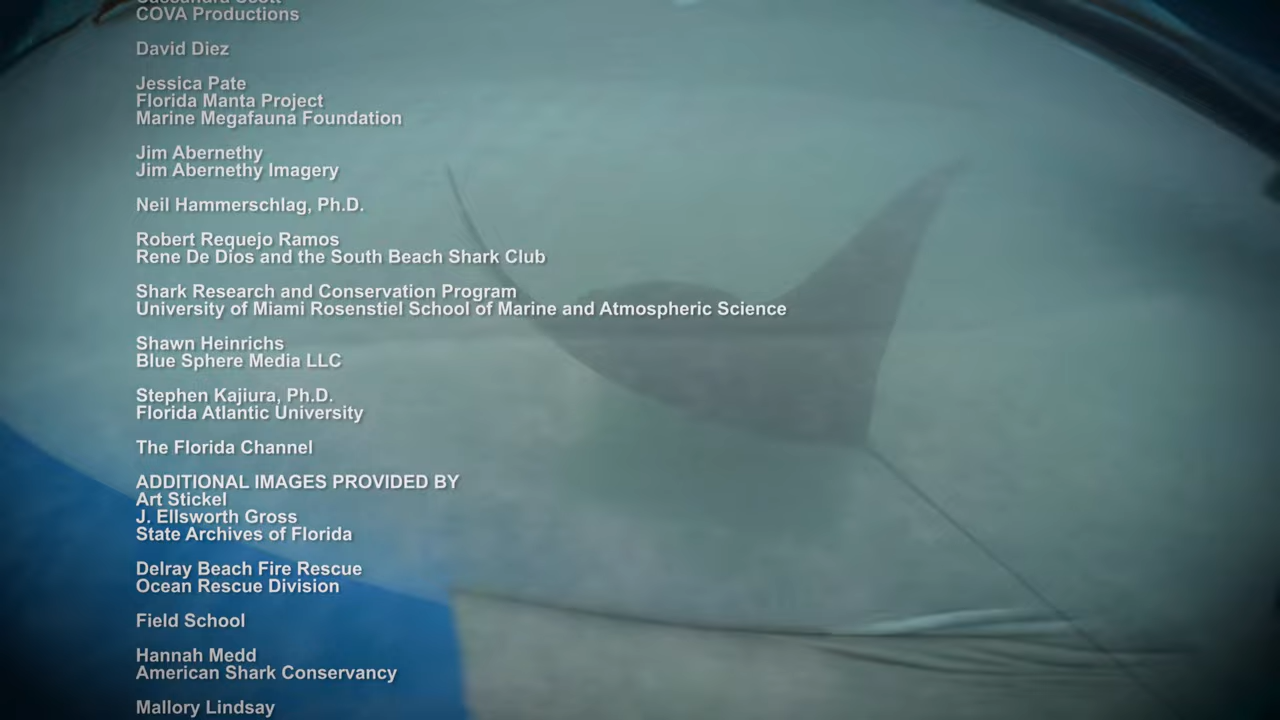 COVA Productions
David Diez
Jessica Pate
Florida Manta Project
Marine Megafauna Foundation
Jim Abernethy
Jim Abernethy Imagery
Neil Hammerschlag, Ph.D.
Robert Requejo Ramos
Rene De Dios and the South Beach Shark Club
Shark Research and Conservation Program
University of Miami Rosenstiel School of Marine and Atmospheric Science
Shawn Heinrichs
Blue Sphere Media LLC
Stephen Kajiura, Ph.D.
Florida Atlantic University
The Florida Channel
ADDITIONAL IMAGES PROVIDED BY
Art Stickel
J. Ellsworth Gross
State Archives of Florida
Delray Beach Fire Rescue
Ocean Rescue Division
Field School
Hannah Medd
American Shark Conservancy
Mallory Lindsay